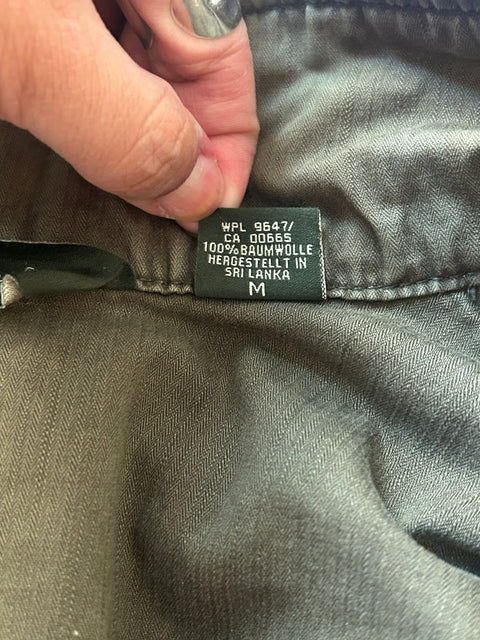 WPL 9647/
CA 00665
100%BAUMWOLLE
HERGESTELLT IN
SRI LANKA
M